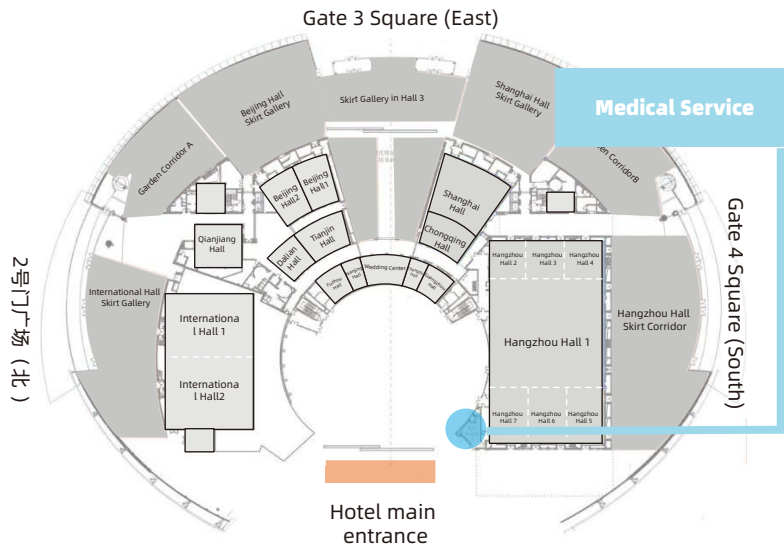 Gate 3 Square (East)
Beijing Hall
Skirt Gallery
Skirt Gallery in Hall 3
Shanghai Hall
Skirt Gallery
Medical Service
Garden Corridor A
CorridorB
Beijing
Hall2
Beijing
Hall1
Shanghai
Hall
Chongqing
Hall
Tianjin
Hall
Dalian
Hall
Qianjiang
Hall
Wedding Center
Hall
Hall
Hall
Hall
International Hall
Skirt Gallery
Internationa
l Hall 1
Internationa
l Hall2
Hangzhou
Hall 2
Hangzhou
Hall 3
Hangzhou
Hall 4
Hangzhou Hall 1
Hangzhou
Hall 7
Hangzhou
Hall 6
Hangzhou
Hall 5
Hangzhou Hall
Skirt Corridor
2号门广场（北）
Gate 4 Square (South)
Hotel main
entrance